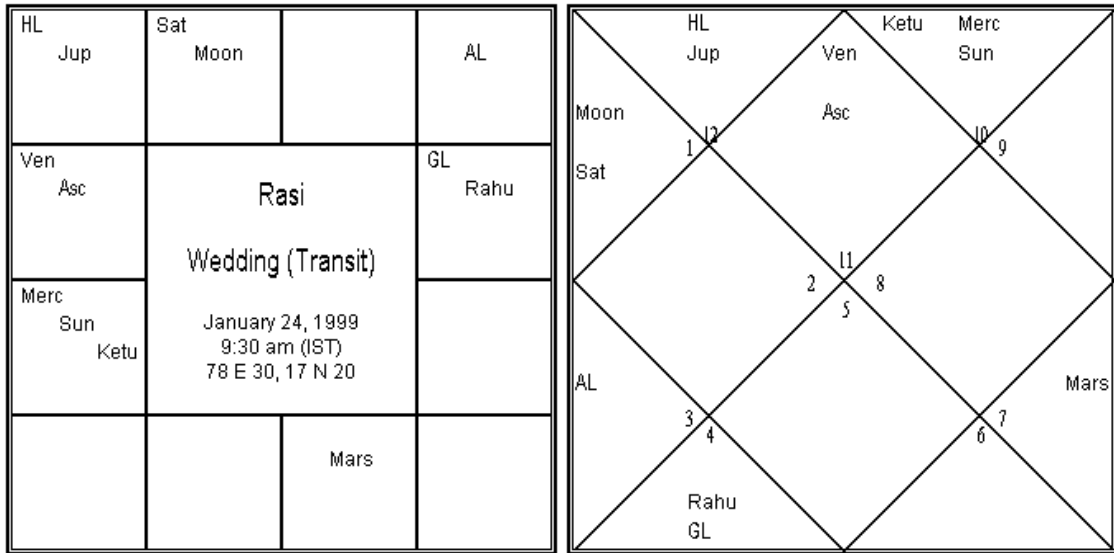 HL
Jup
Sat
Moon
AL
Ven
Asc
GL
Rahu
Rasi
Wedding (Transit)
January 24, 1999
9:30 am (IST)
78 E 30, 17 N 20
Merc
Sun
Ketu
Mars
HL
Jup
Ketu Merc
Sun
Ven
Asc
Moon
Sat
12
1
10
9
11
2 8
5
AL
Mars
3
4
7
6
Rahu
GL